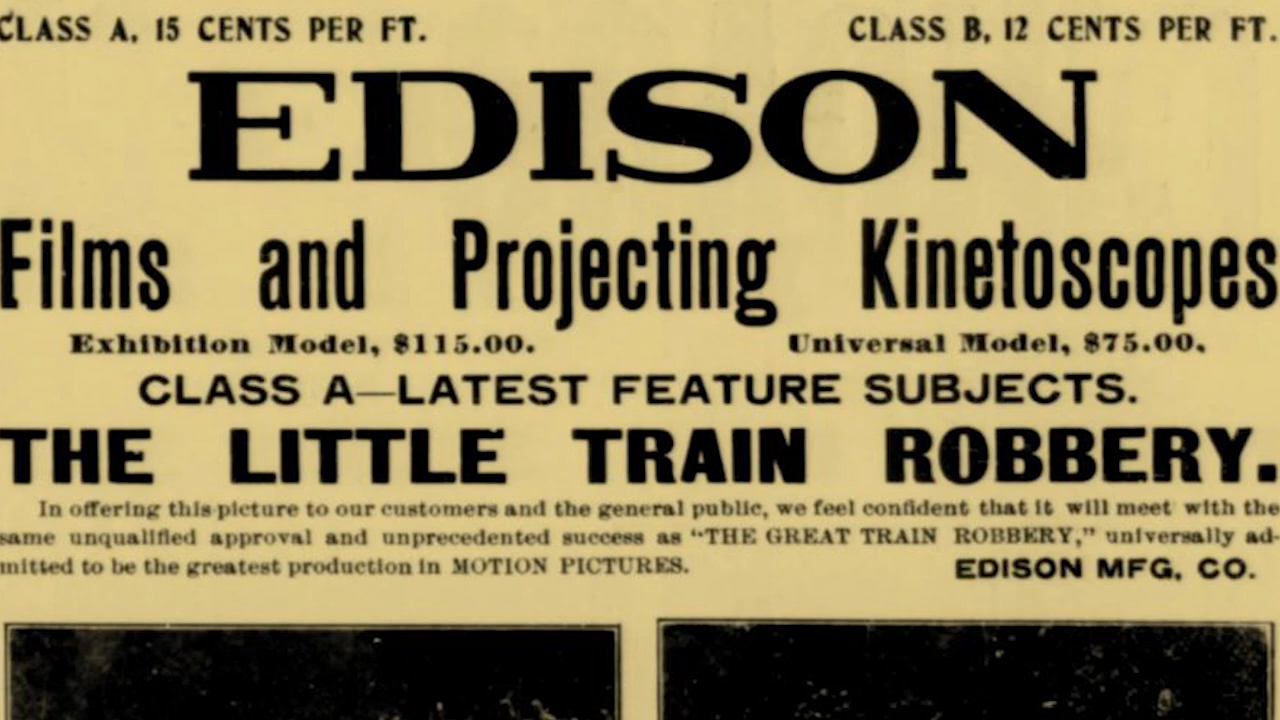 CLASS A, 15 CENTS PER FT. CLASS B, 12 CENTS PER FT.
EDISON
Films and Projecting Kinetoscopes
Exhibition Model, $115.00. Universal Model, $75.00.
CLASS A—LATEST FEATURE SUBJECTS.
THE LITTLE TRAIN ROBBERY.
In offering this picture to our customers and the general public, we feel confident that it will meet with the
same unqualified approval and unprecedented success as "THE GREAT TRAIN ROBBERY," universally ad-
mitted to be the greatest production in MOTION PICTURES. EDISON MFG. CO.